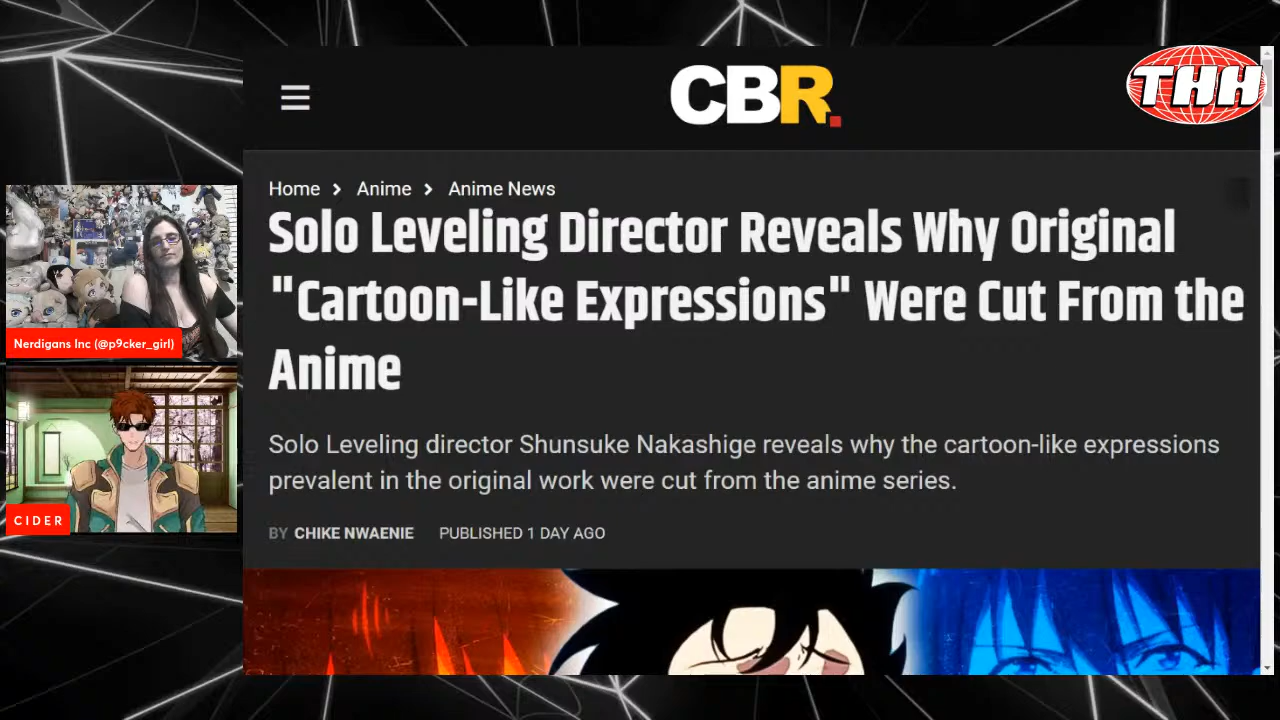 CBR.
THH
Home > Anime > Anime News
Solo Leveling Director Reveals Why Original
"Cartoon-Like Expressions" Were Cut From the
Anime
Solo Leveling director Shunsuke Nakashige reveals why the cartoon-like expressions
prevalent in the original work were cut from the anime series.
BY CHIKE NWAENIE PUBLISHED 1 DAY AGO
Nerdigans Inc (@p9cker_girl)
CIDER